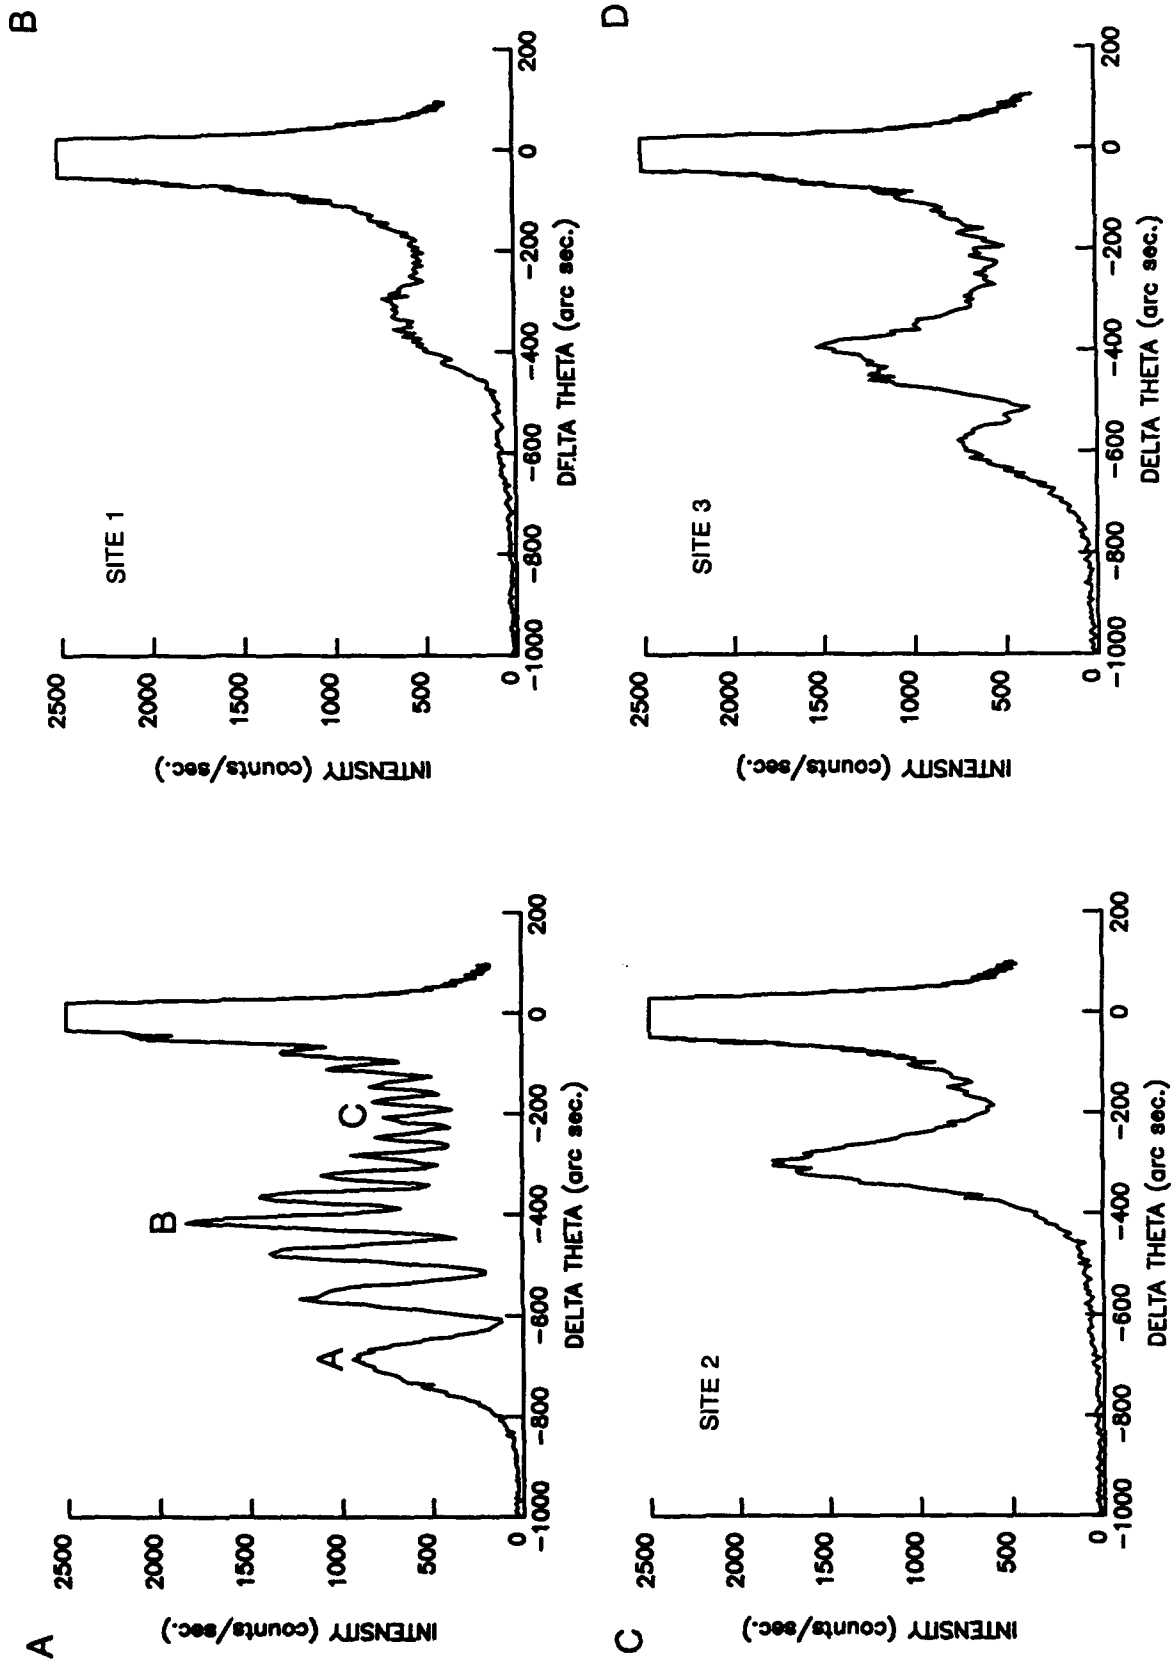 A
2500
2000
1500
1000
500
0
INTENSITY (counts/sec.)
A
B
C
−1000 −800 −600 −400 −200 0 200
DELTA THETA (arc sec.)
B
2500
2000
1500
1000
500
0
INTENSITY (counts/sec.)
SITE 1
−1000 −800 −600 −400 −200 0 200
DELTA THETA (arc sec.)
C
2500
2000
1500
1000
500
0
INTENSITY (counts/sec.)
SITE 2
−1000 −800 −600 −400 −200 0 200
DELTA THETA (arc sec.)
D
2500
2000
1500
1000
500
0
INTENSITY (counts/sec.)
SITE 3
−1000 −800 −600 −400 −200 0 200
DELTA THETA (arc sec.)